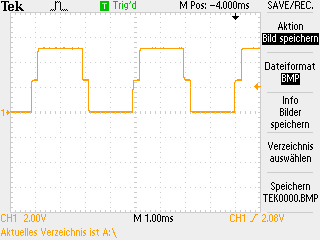 Tek
T Trig'd
M Pos: -4.000ms
SAVE/REC.
Aktion
Bild speichern
Dateiformat
BMP
Info
Bilder
speichern
Verzeichnis
auswählen
Speichern
TEK0000.BMP
1
CH1 2.00V
M 1.00ms
CH1 / 2.08V
Aktuelles Verzeichnis ist A:\